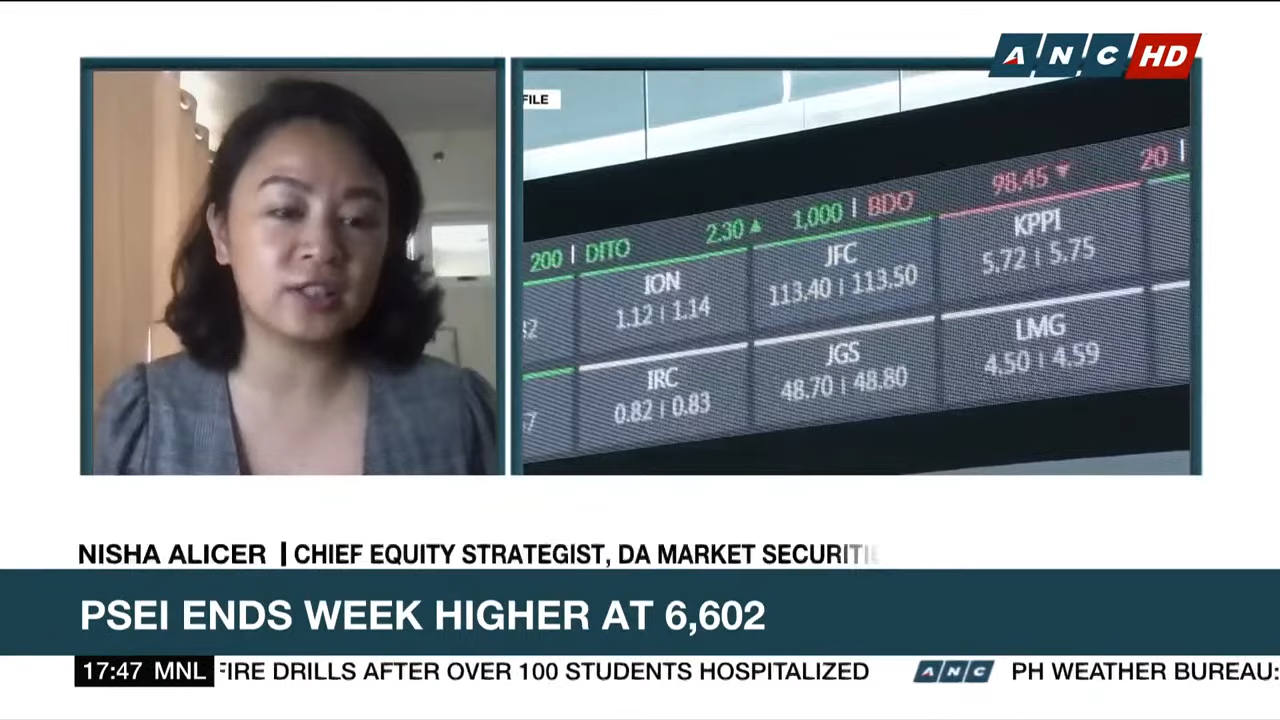 ANC HD
FILE
200 | DITO 2.30 ▲ 1,000 | BDO 98.45 ▼ 20 |
ION
1.12 | 1.14
JFC
113.40 | 113.50
KPPI
5.72 | 5.75
IRC
0.82 | 0.83
JGS
48.70 | 48.80
LMG
4.50 | 4.59
NISHA ALICER | CHIEF EQUITY STRATEGIST, DA MARKET
PSEI ENDS WEEK HIGHER AT 6,602
17:47 MNL FIRE DRILLS AFTER OVER 100 STUDENTS HOSPITALIZED ANC PH WEATHER BUREAU: